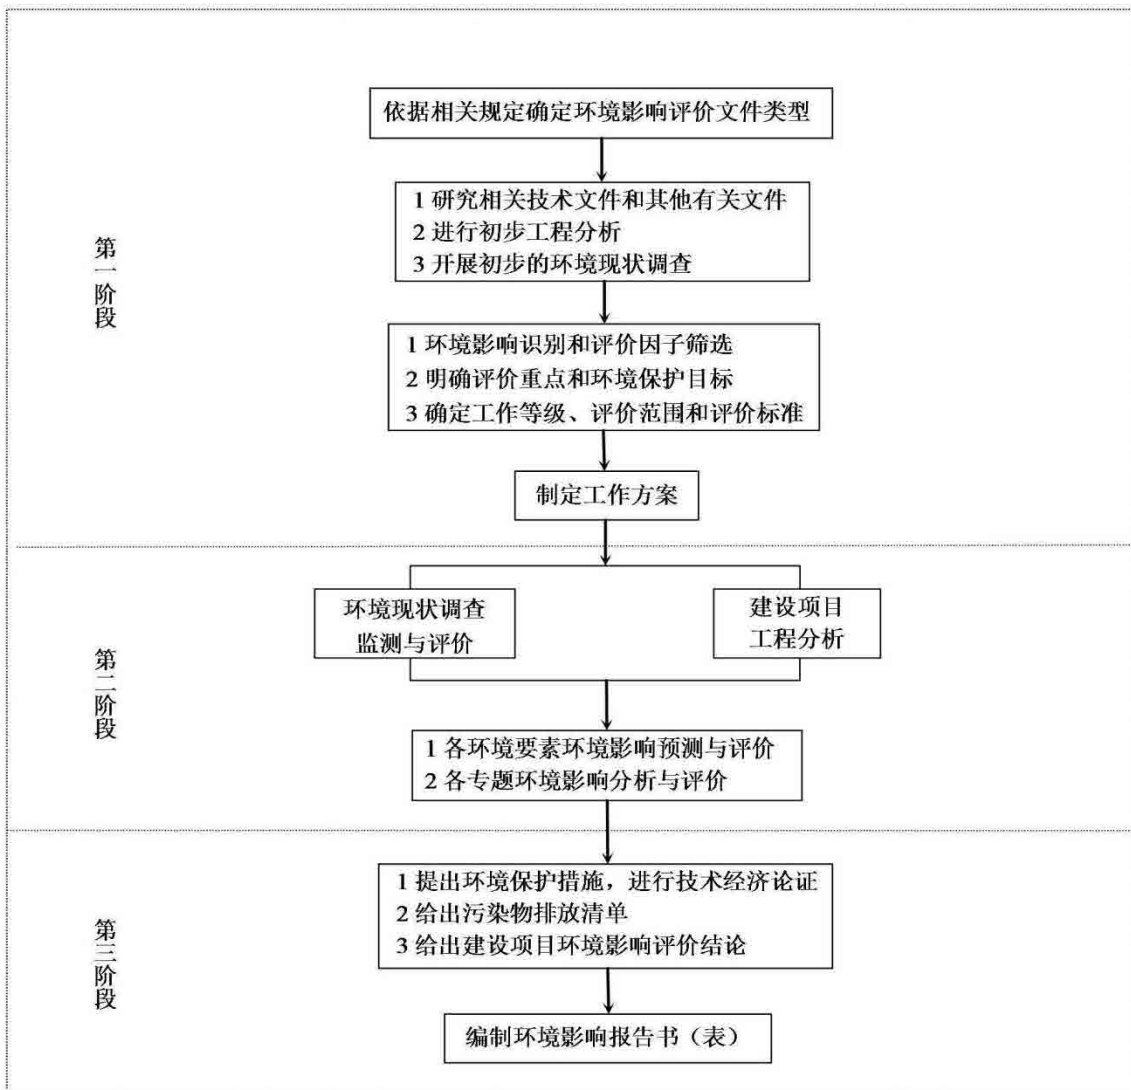 第一阶段
依据相关规定确定环境影响评价文件类型
1 研究相关技术文件和其他有关文件
2 进行初步工程分析
3 开展初步的环境现状调查
1 环境影响识别和评价因子筛选
2 明确评价重点和环境保护目标
3 确定工作等级、评价范围和评价标准
制定工作方案
第二阶段
环境现状调查
监测与评价
建设项目
工程分析
1 各环境要素环境影响预测与评价
2 各专题环境影响分析与评价
第三阶段
1 提出环境保护措施，进行技术经济论证
2 给出污染物排放清单
3 给出建设项目环境影响评价结论
编制环境影响报告书（表）